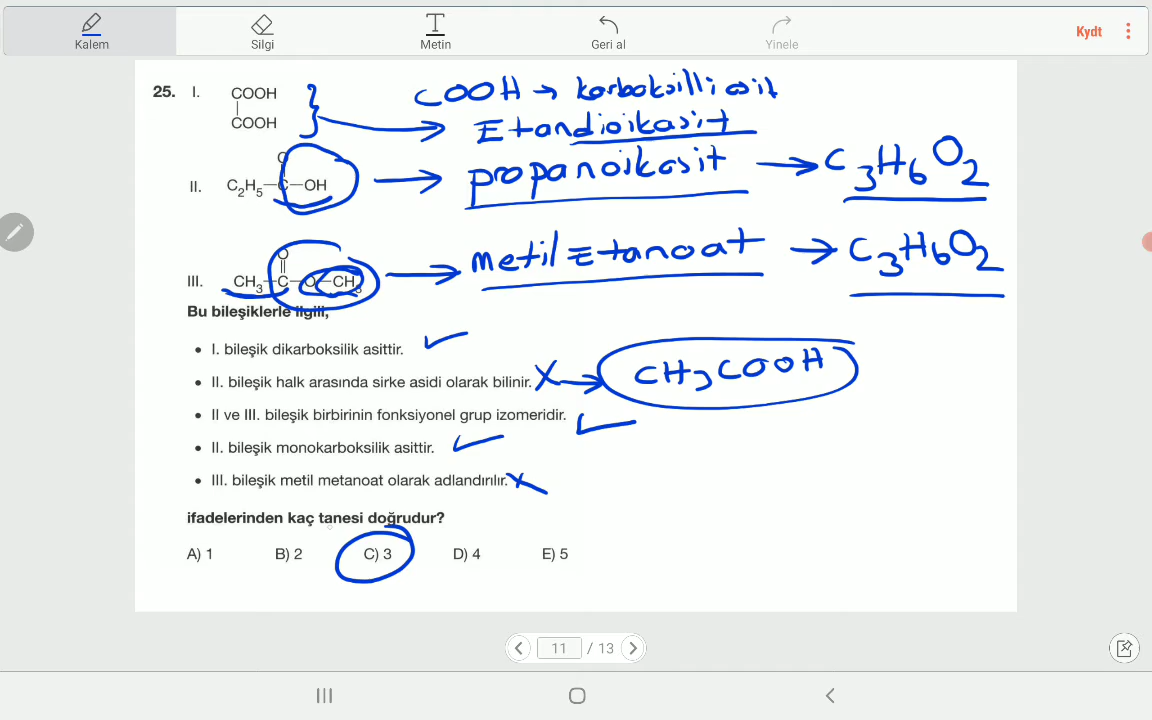 Kalem
Silgi
Metin
Geri al
Yinele
Kydt
25. I. COOH
COOH
COOH → karboksilli asit
Etandioikasit
II. C₂H₅—C—OH
O
propanoikasit → C₃H₆O₂
III. CH₃—C—O—CH₃
O
metil Etanoat → C₃H₆O₂
Bu bileşiklerle ilgili,
• I. bileşik dikarboksilik asittir. ✓
• II. bileşik halk arasında sirke asidi olarak bilinir. X → CH₃COOH
• II ve III. bileşik birbirinin fonksiyonel grup izomeridir. ✓
• II. bileşik monokarboksilik asittir. ✓
• III. bileşik metil metanoat olarak adlandırılır. X
ifadelerinden kaç tanesi doğrudur?
A) 1 B) 2 C) 3 D) 4 E) 5
11 / 13